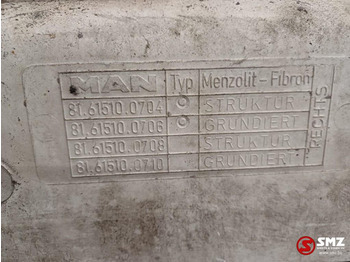 MAN Typ Menzolit-Fibron
81.61510.0704 STRUKTUR
81.61510.0706 GRUNDIERT
81.61510.0708 STRUKTUR
81.61510.0710 GRUNDIERT
RECHTS
SMZ